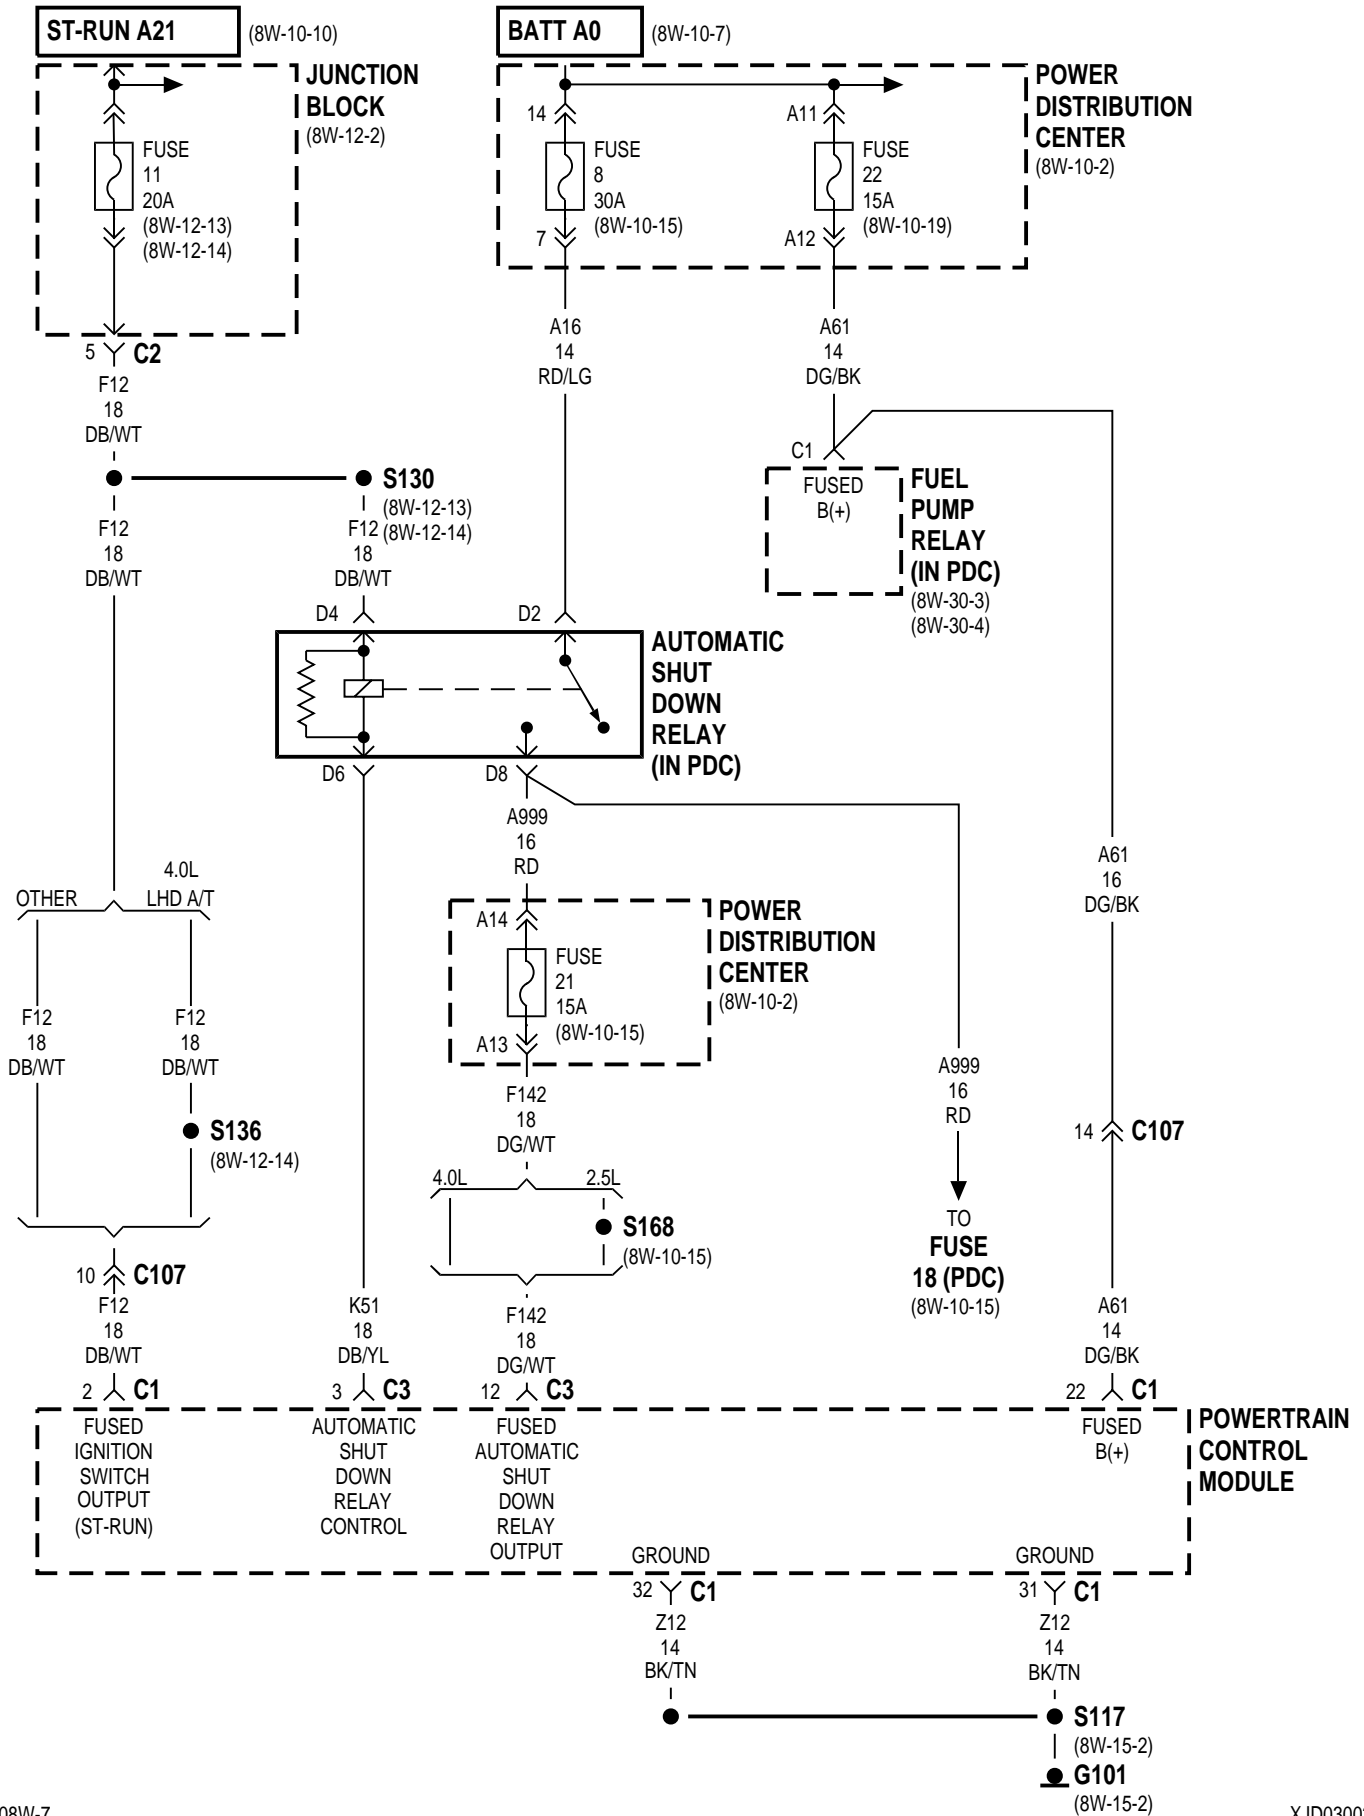 ST-RUN A21
(8W-10-10)
BATT A0
(8W-10-7)
JUNCTION
BLOCK
(8W-12-2)
FUSE
11
20A
(8W-12-13)
(8W-12-14)
14
FUSE
8
30A
(8W-10-15)
7
A11
FUSE
22
15A
(8W-10-19)
A12
POWER
DISTRIBUTION
CENTER
(8W-10-2)
5
C2
F12
18
DB/WT
A16
14
RD/LG
A61
14
DG/BK
S130
(8W-12-13)
(8W-12-14)
F12
18
DB/WT
F12
18
DB/WT
C1
FUSED
B(+)
FUEL
PUMP
RELAY
(IN PDC)
(8W-30-3)
(8W-30-4)
D4
D2
AUTOMATIC
SHUT
DOWN
RELAY
(IN PDC)
D6
D8
A999
16
RD
OTHER
4.0L
LHD A/T
A14
FUSE
21
15A
(8W-10-15)
A13
POWER
DISTRIBUTION
CENTER
(8W-10-2)
A61
16
DG/BK
F12
18
DB/WT
F12
18
DB/WT
S136
(8W-12-14)
F142
18
DG/WT
A999
16
RD
14
C107
4.0L
2.5L
S168
(8W-10-15)
TO
FUSE
18 (PDC)
(8W-10-15)
10
C107
F12
18
DB/WT
K51
18
DB/YL
F142
18
DG/WT
A61
14
DG/BK
2
C1
3
C3
12
C3
22
C1
FUSED
IGNITION
SWITCH
OUTPUT
(ST-RUN)
AUTOMATIC
SHUT
DOWN
RELAY
CONTROL
FUSED
AUTOMATIC
SHUT
DOWN
RELAY
OUTPUT
FUSED
B(+)
POWERTRAIN
CONTROL
MODULE
GROUND
GROUND
32
C1
31
C1
Z12
14
BK/TN
Z12
14
BK/TN
S117
(8W-15-2)
G101
(8W-15-2)